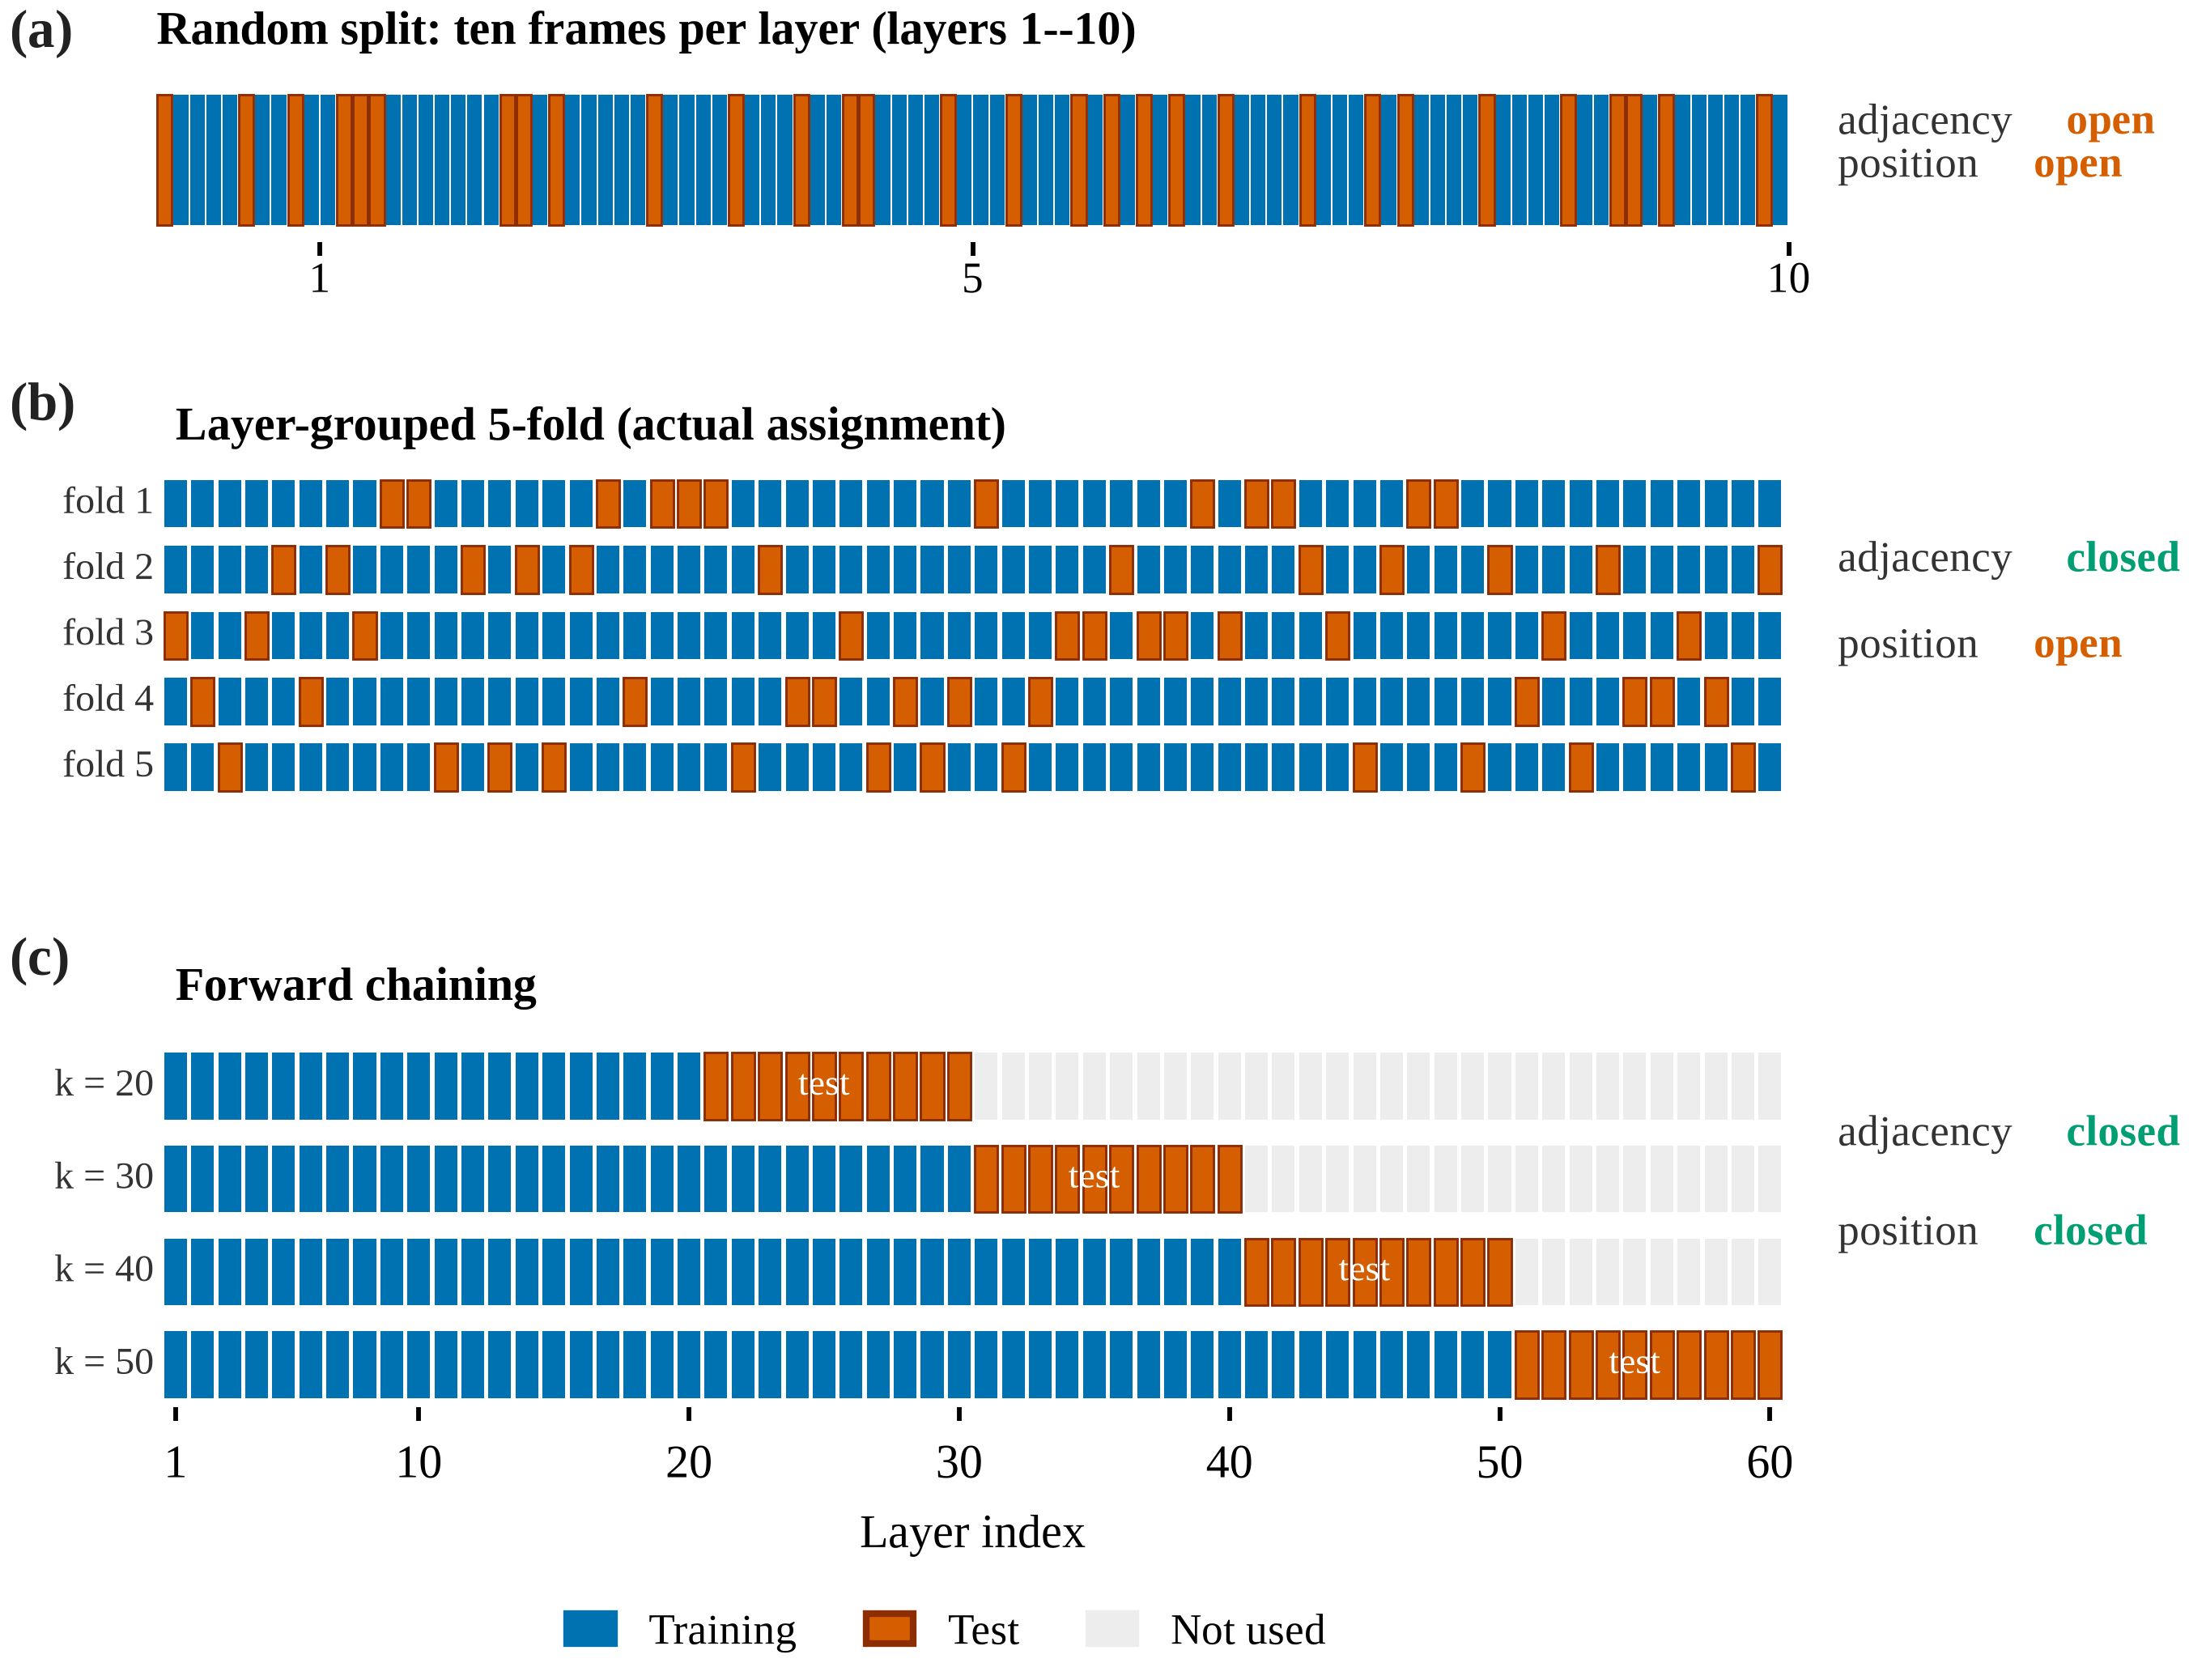 (a)
Random split: ten frames per layer (layers 1--10)
adjacency open
position open
1 5 10
(b)
Layer-grouped 5-fold (actual assignment)
fold 1
fold 2
adjacency closed
fold 3
position open
fold 4
fold 5
(c)
Forward chaining
k = 20 test
adjacency closed
k = 30 test
position closed
k = 40 test
k = 50 test
1 10 20 30 40 50 60
Layer index
Training Test Not used